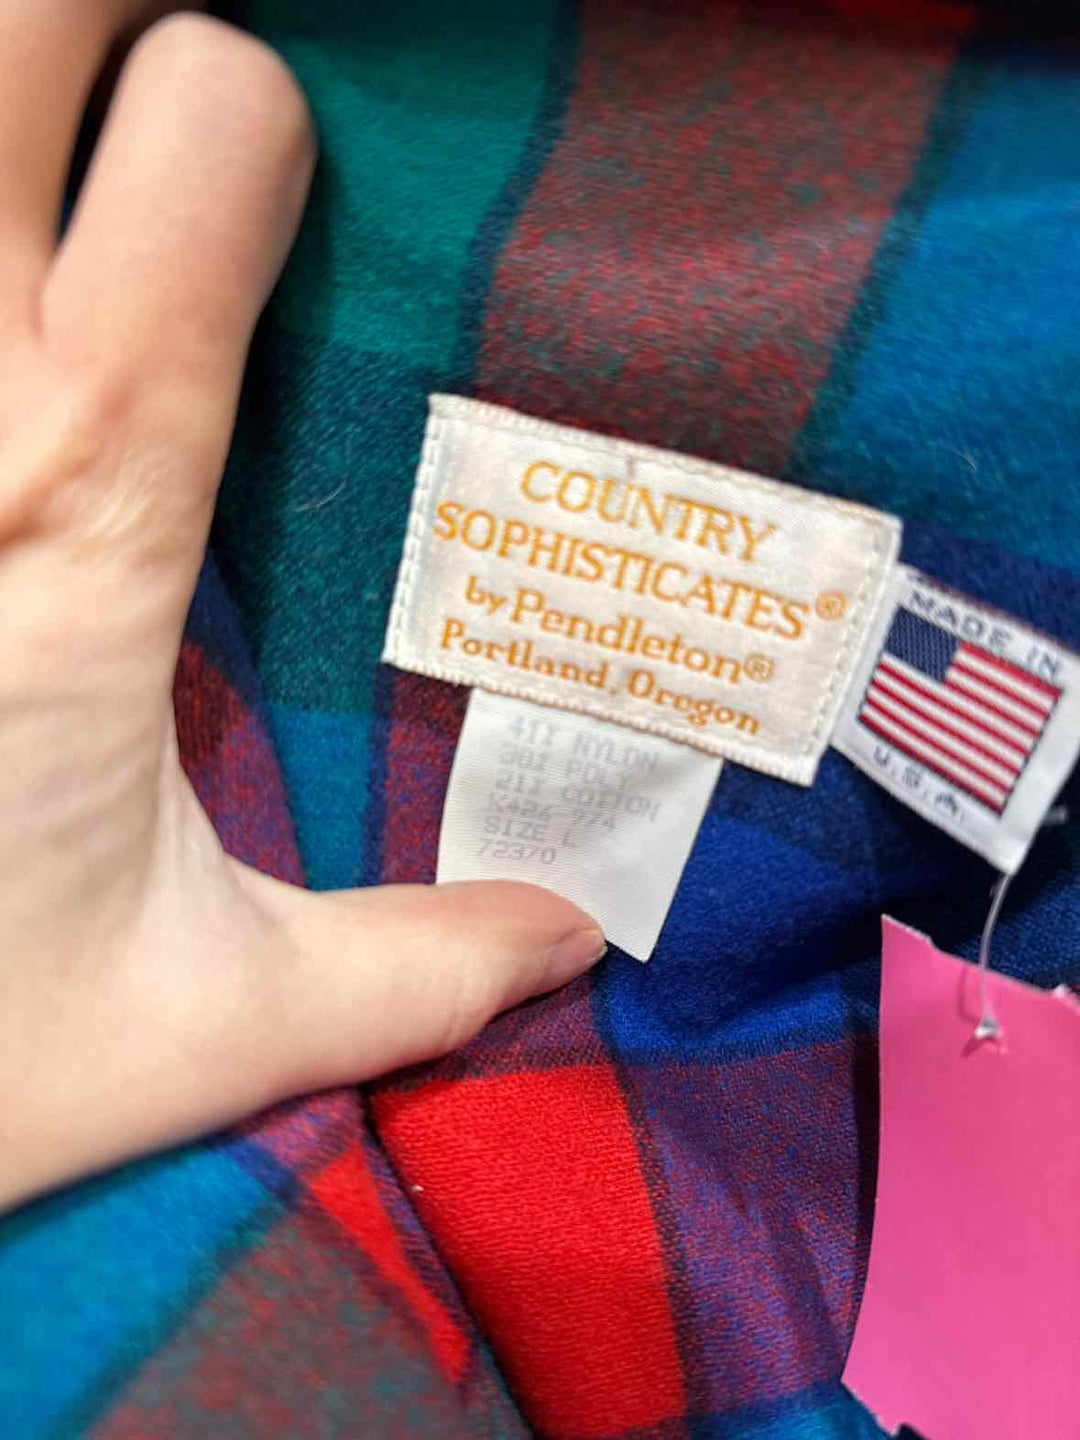 COUNTRY
SOPHISTICATES®
by Pendleton®
Portland, Oregon
MADE IN
U.S.A.
41% NYLON
38% POLY
21% COTTON
SIZE L
72370